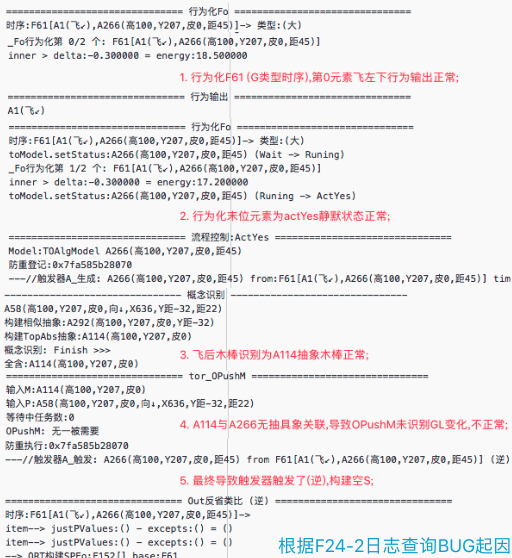 ============================== 行为化Fo ==============================
时序:F61[A1(飞↙),A266(高100,Y207,皮0,距45)]-> 类型:(大)
_Fo行为化第 0/2 个: F61[A1(飞↙),A266(高100,Y207,皮0,距45)]
inner > delta:-0.300000 = energy:18.500000
1. 行为化F61 (G类型时序),第0元素飞左下行为输出正常;
============================== 行为输出 ==============================
A1(飞↙)
============================== 行为化Fo ==============================
时序:F61[A1(飞↙),A266(高100,Y207,皮0,距45)]-> 类型:(大)
toModel.setStatus:A266(高100,Y207,皮0,距45) (Wait -> Runing)
_Fo行为化第 1/2 个: F61[A1(飞↙),A266(高100,Y207,皮0,距45)]
inner > delta:-0.300000 = energy:17.200000
toModel.setStatus:A266(高100,Y207,皮0,距45) (Runing -> ActYes)
2. 行为化末位元素为actYes静默状态正常;
============================== 流程控制:ActYes ==============================
Model:TOAlgModel A266(高100,Y207,皮0,距45)
防重登记:0x7fa585b28070
---//触发器A_生成: A266(高100,Y207,皮0,距45) from:F61[A1(飞↙),A266(高100,Y207,皮0,距45)] tim
------------------------------ 概念识别 ------------------------------
A58(高100,Y207,皮0,向↓,X636,Y距-32,距22)
构建相似抽象:A292(高100,Y207,皮0,Y距-32)
构建TopAbs抽象:A114(高100,Y207,皮0)
概念识别: Finish >>>
全含:A114(高100,Y207,皮0)
3. 飞后木棒识别为A114抽象木棒正常;
============================== tor_OPushM ==============================
输入M:A114(高100,Y207,皮0)
输入P:A58(高100,Y207,皮0,向↓,X636,Y距-32,距22)
等待中任务数:0
OPushM: 无一被需要
4. A114与A266无抽具象关联,导致OPushM未识别GL变化,不正常;
防重执行:0x7fa585b28070
---//触发器A_触发: A266(高100,Y207,皮0,距45) from F61[A1(飞↙),A266(高100,Y207,皮0,距45)] (逆)
5. 最终导致触发器触发了(逆),构建空S;
============================== Out反省类比 (逆) ==============================
时序:F61[A1(飞↙),A266(高100,Y207,皮0,距45)]->
item--> justPValues:() - excepts:() = ()
item--> justPValues:() - excepts:() = ()
--> ORT构建SPFo:F152[] base:F61
根据F24-2日志查询BUG起因